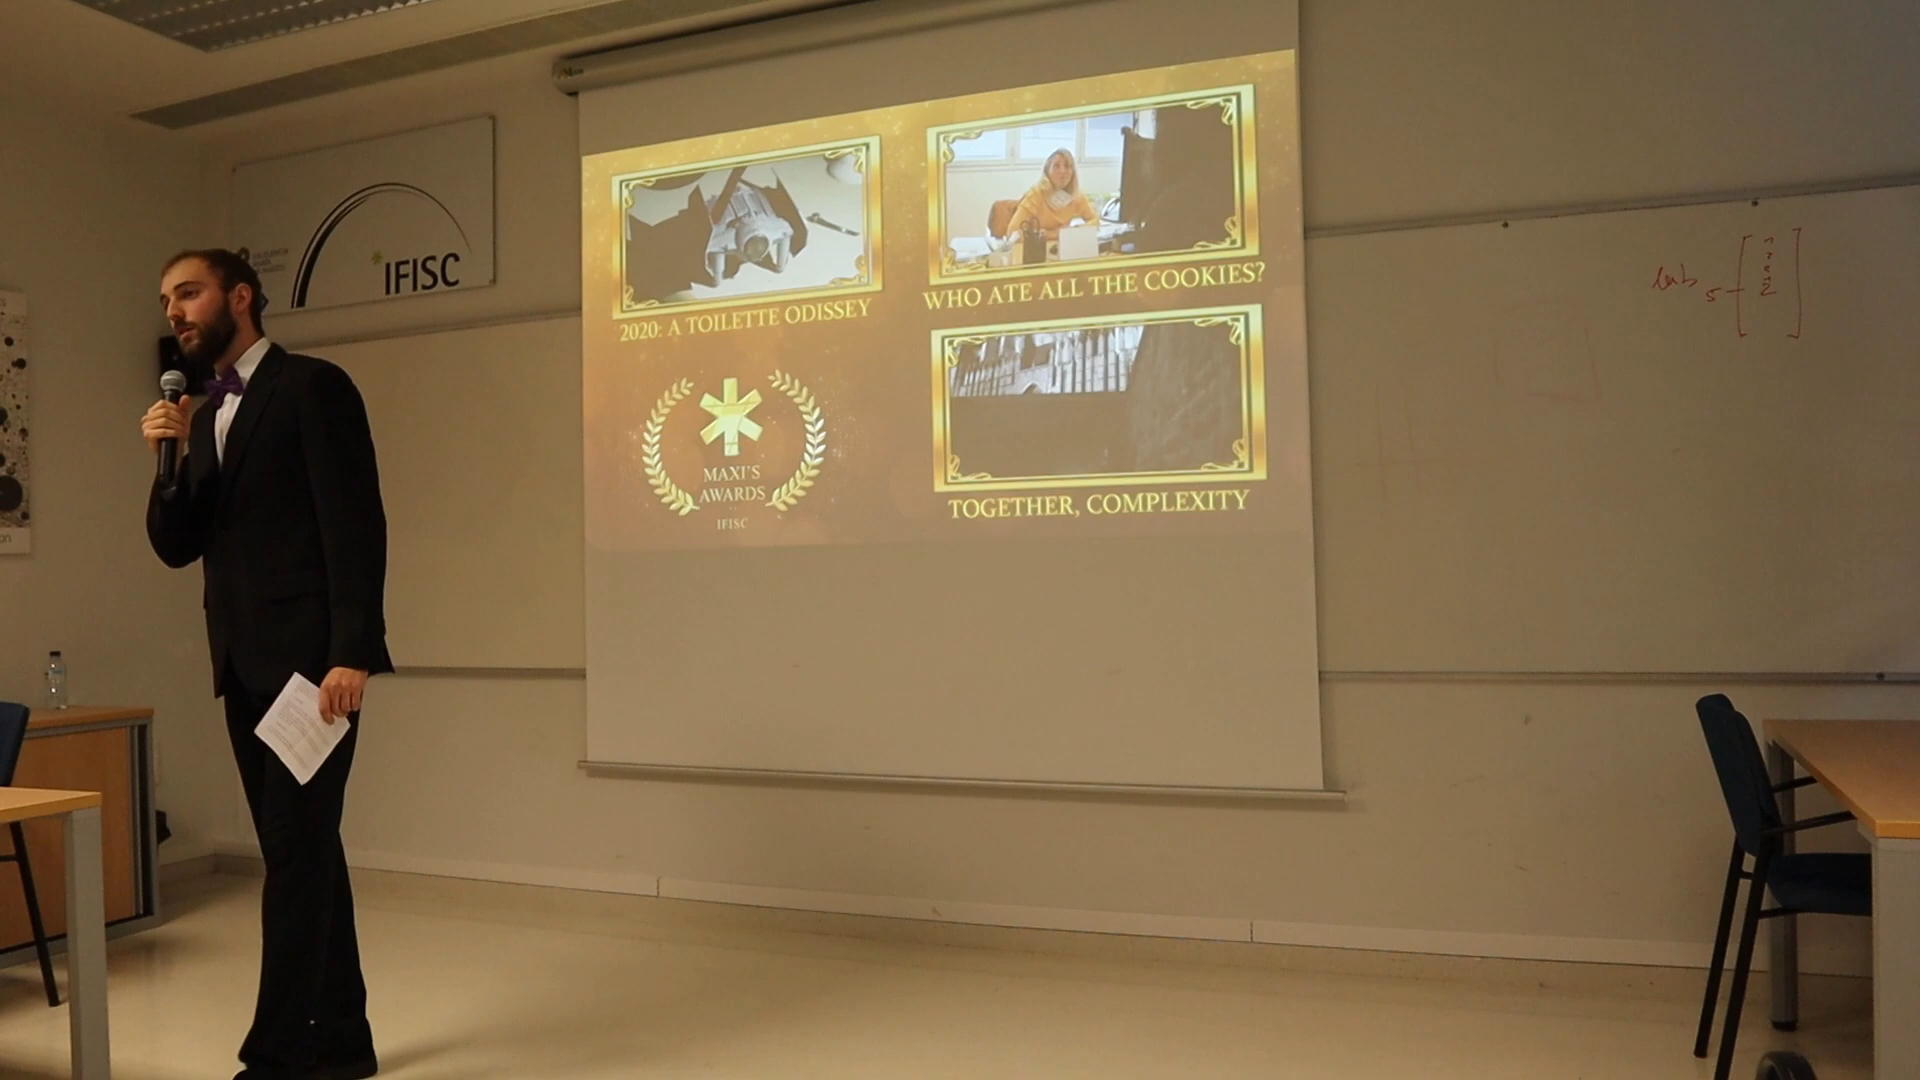 IFISC
2020: A TOILETTE ODISSEY
WHO ATE ALL THE COOKIES?
MAXI'S
AWARDS
IFISC
TOGETHER, COMPLEXITY